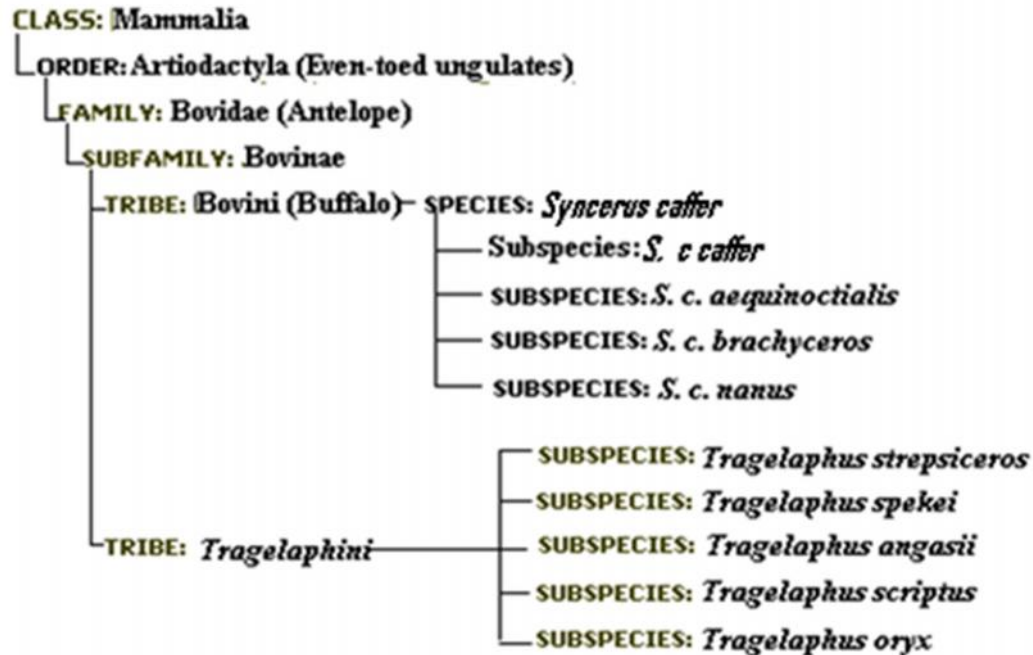 CLASS: Mammalia
ORDER: Artiodactyla (Even-toed ungulates)
FAMILY: Bovidae (Antelope)
SUBFAMILY: Bovinae
TRIBE: Bovini (Buffalo) SPECIES: Syncerus caffer
Subspecies: S. c caffer
SUBSPECIES: S. c. aequinoctialis
SUBSPECIES: S. c. brachyceros
SUBSPECIES: S. c. nanus
SUBSPECIES: Tragelaphus strepsiceros
SUBSPECIES: Tragelaphus spekei
TRIBE: Tragelaphini SUBSPECIES: Tragelaphus angasii
SUBSPECIES: Tragelaphus scriptus
SUBSPECIES: Tragelaphus oryx